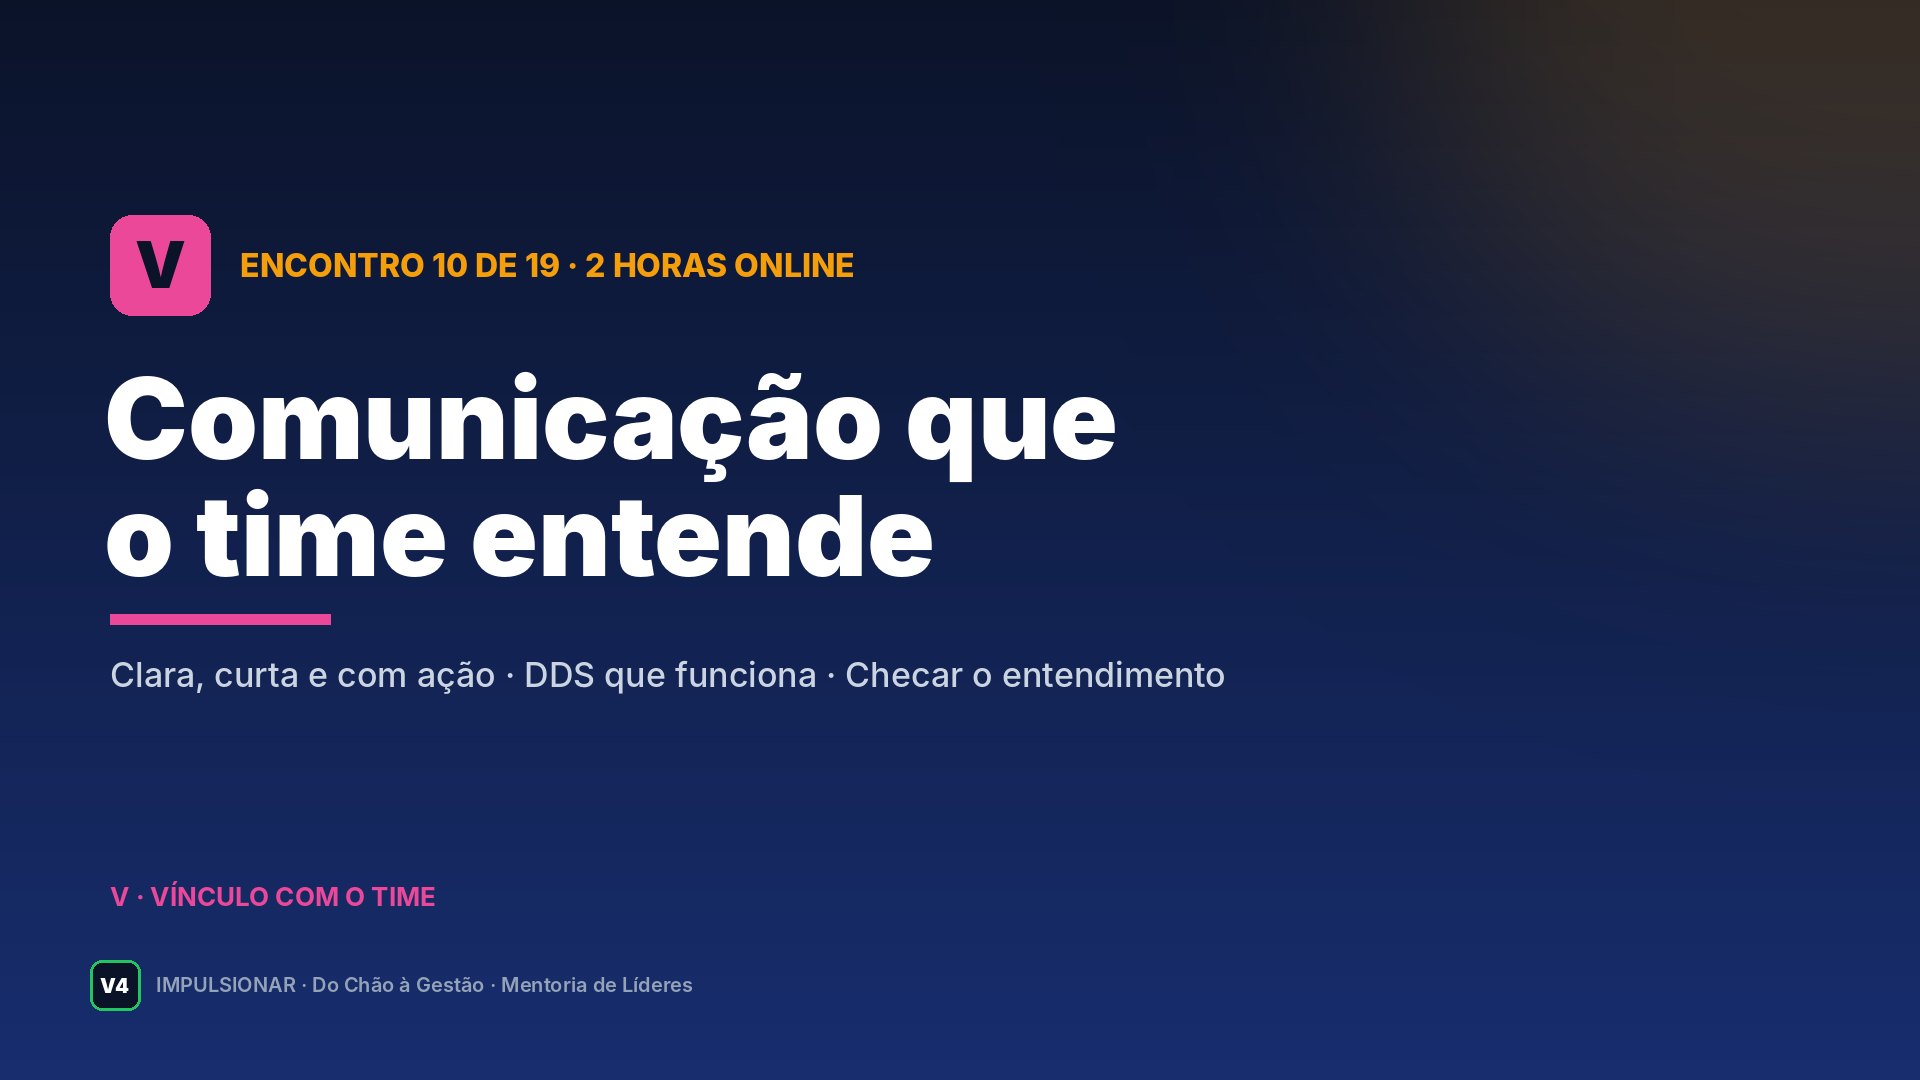 V
ENCONTRO 10 DE 19 · 2 HORAS ONLINE
Comunicação que
o time entende
Clara, curta e com ação · DDS que funciona · Checar o entendimento
V · VÍNCULO COM O TIME
V4
IMPULSIONAR · Do Chão à Gestão · Mentoria de Líderes